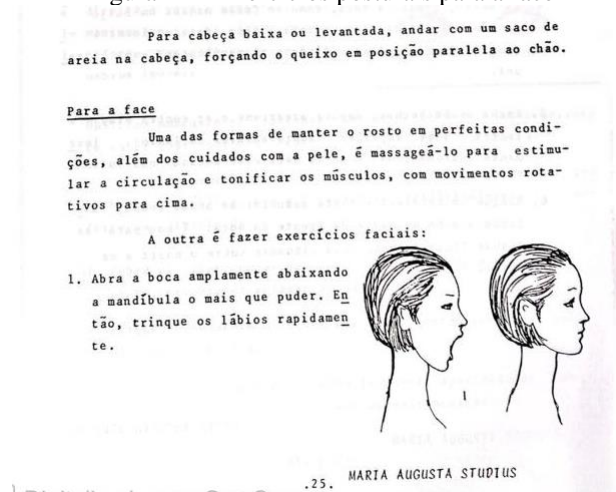 Para cabeça baixa ou levantada, andar com um saco de
areia na cabeça, forçando o queixo em posição paralela ao chão.
Para a face
Uma das formas de manter o rosto em perfeitas condi-
ções, além dos cuidados com a pele, é massageá-lo para estimu-
lar a circulação e tonificar os músculos, com movimentos rota-
tivos para cima.
A outra é fazer exercícios faciais:
1. Abra a boca amplamente abaixando
a mandíbula o mais que puder. En
tão, trinque os lábios rapidamen
te.
1
.25.
MARIA AUGUSTA STUDIUS